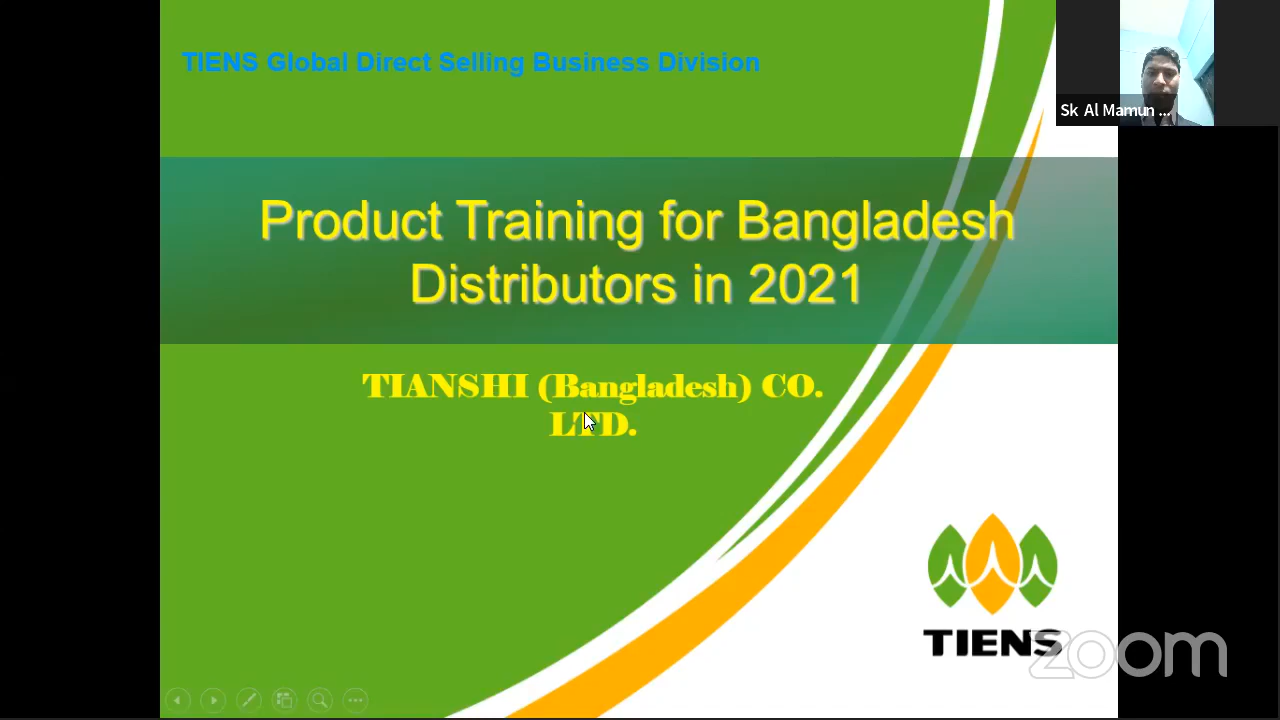 TIENS Global Direct Selling Business Division
Sk Al Mamun ...
Product Training for Bangladesh
Distributors in 2021
TIANSHI (Bangladesh) CO.
LTD.
TIENS
zoom